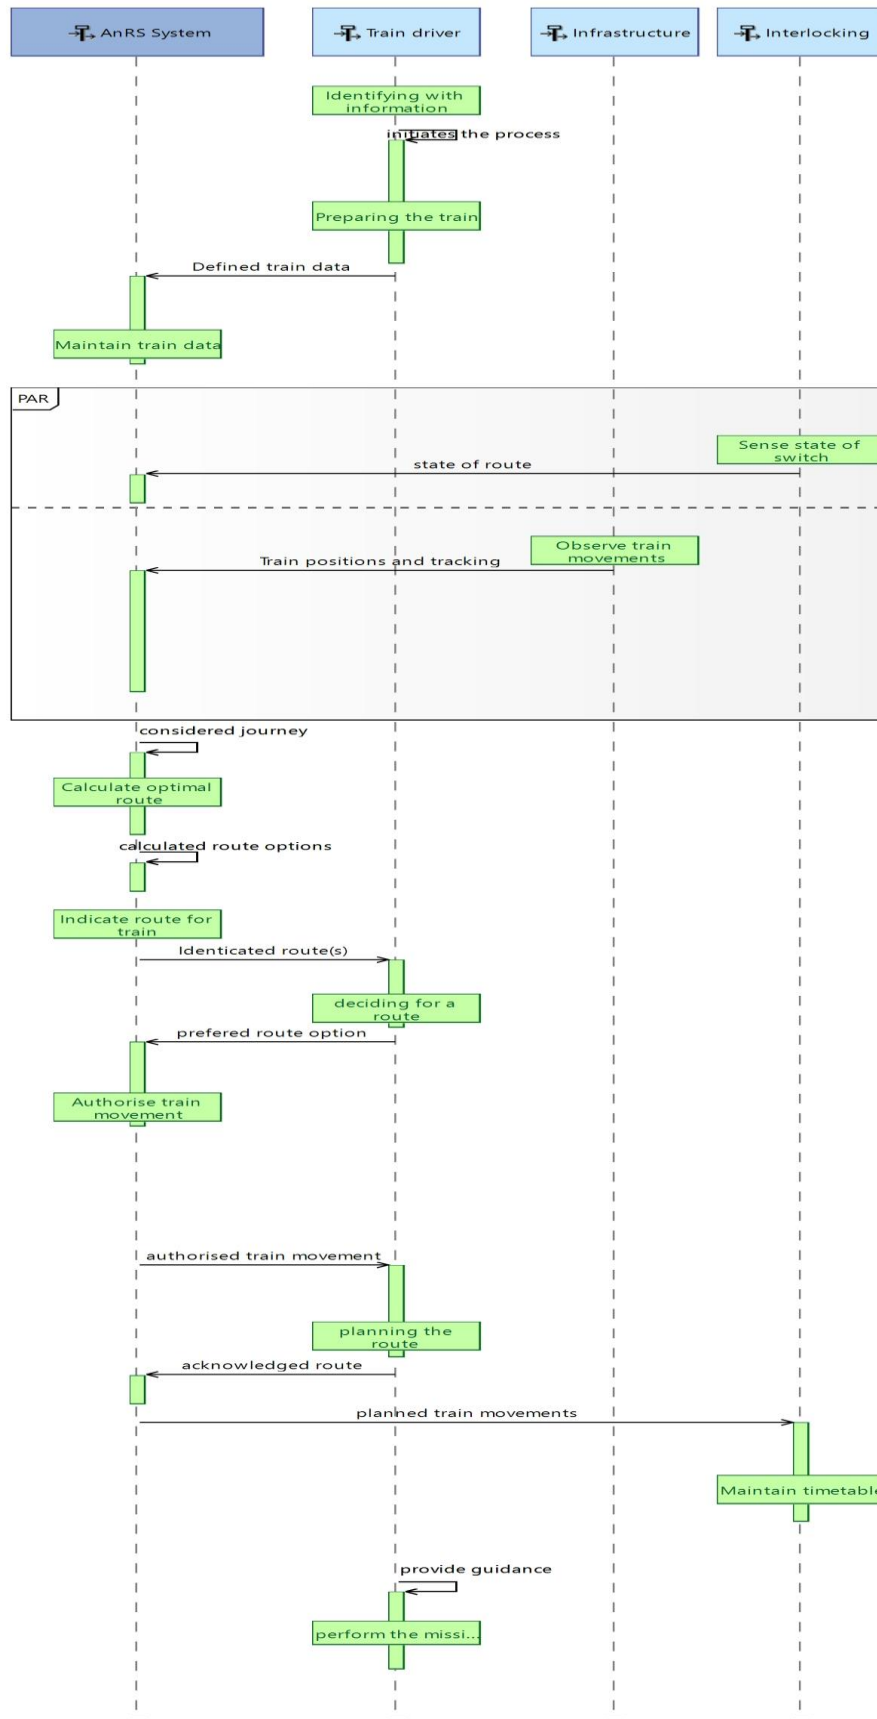 AnRS System
Train driver
Infrastructure
Interlocking
Identifying with
information
initiates the process
Preparing the train
Defined train data
Maintain train data
PAR
Sense state of
switch
state of route
Observe train
movements
Train positions and tracking
considered journey
Calculate optimal
route
calculated route options
Indicate route for
train
Identicated route(s)
deciding for a
route
prefered route option
Authorise train
movement
authorised train movement
planning the
route
acknowledged route
planned train movements
Maintain timetable
provide guidance
perform the missi...